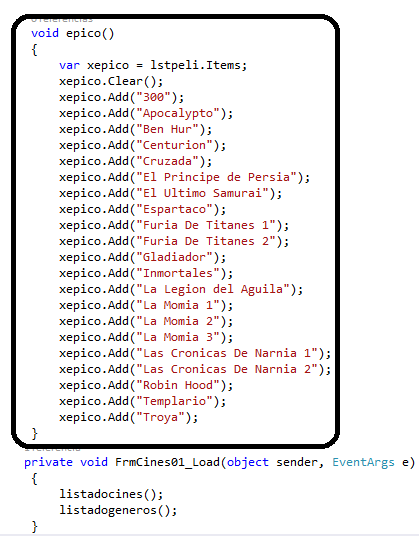 0 referencias
void epico()
{
var xepico = lstpeli.Items;
xepico.Clear();
xepico.Add("300");
xepico.Add("Apocalypto");
xepico.Add("Ben Hur");
xepico.Add("Centurion");
xepico.Add("Cruzada");
xepico.Add("El Principe de Persia");
xepico.Add("El Ultimo Samurai");
xepico.Add("Espartaco");
xepico.Add("Furia De Titanes 1");
xepico.Add("Furia De Titanes 2");
xepico.Add("Gladiador");
xepico.Add("Inmortales");
xepico.Add("La Legion del Aguila");
xepico.Add("La Momia 1");
xepico.Add("La Momia 2");
xepico.Add("La Momia 3");
xepico.Add("Las Cronicas De Narnia 1");
xepico.Add("Las Cronicas De Narnia 2");
xepico.Add("Robin Hood");
xepico.Add("Templario");
xepico.Add("Troya");
}
1 referencia
private void FrmCines01_Load(object sender, EventArgs e)
{
listadocines();
listadogeneros();
}